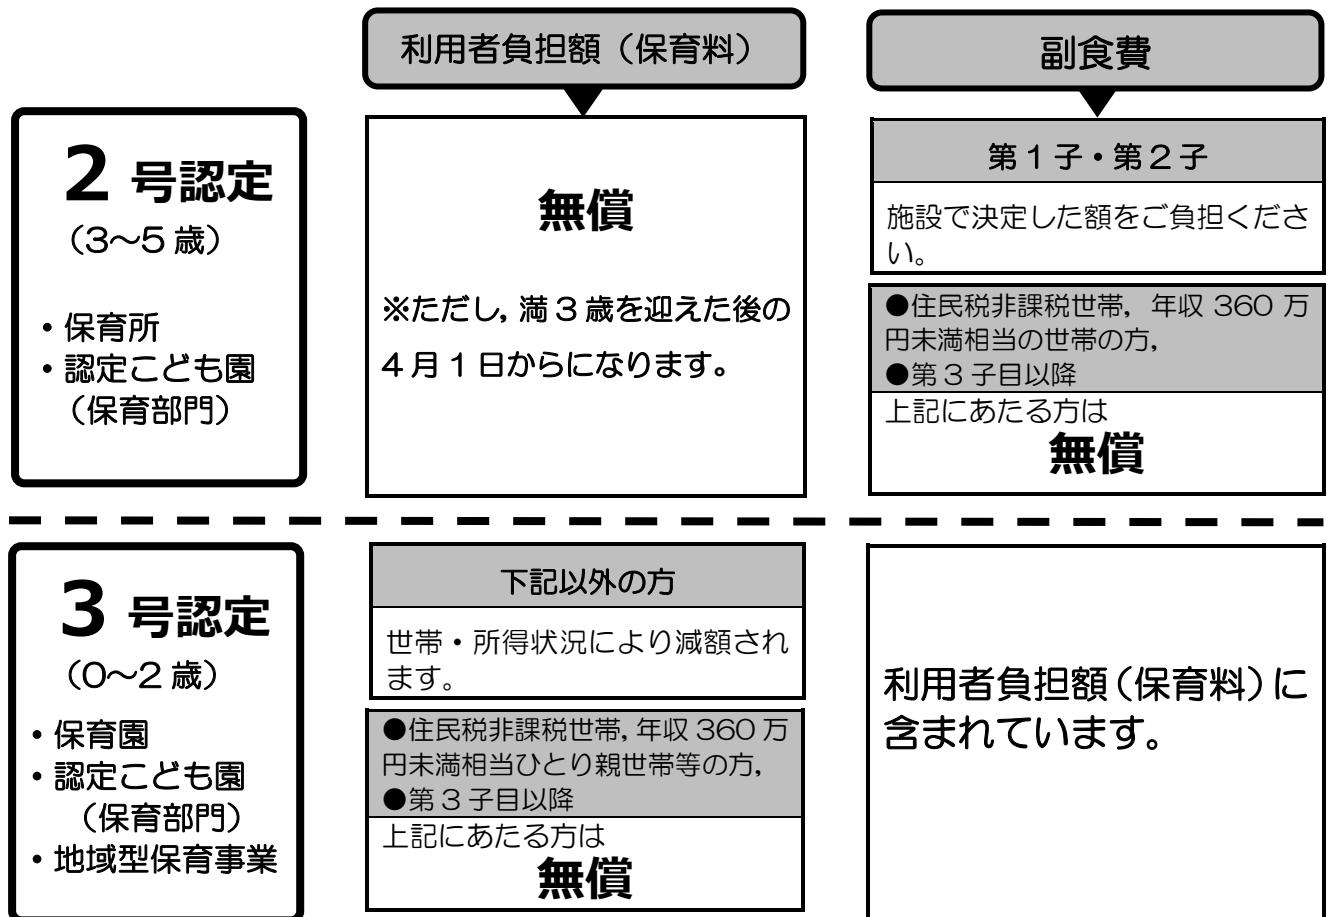 利用者負担額（保育料）
副食費
2 号認定
（3～5 歳）
・保育所
・認定こども園
（保育部門）
無償
※ただし, 満 3 歳を迎えた後の
4 月 1 日からになります。
第 1 子・第 2 子
施設で決定した額をご負担くださ
い。
●住民税非課税世帯, 年収 360 万
円未満相当の世帯の方,
●第 3 子目以降
上記にあたる方は
無償
3 号認定
（0～2 歳）
・保育園
・認定こども園
（保育部門）
・地域型保育事業
下記以外の方
世帯・所得状況により減額され
ます。
●住民税非課税世帯, 年収 360 万
円未満相当ひとり親世帯等の方,
●第 3 子目以降
上記にあたる方は
無償
利用者負担額（保育料）に
含まれています。